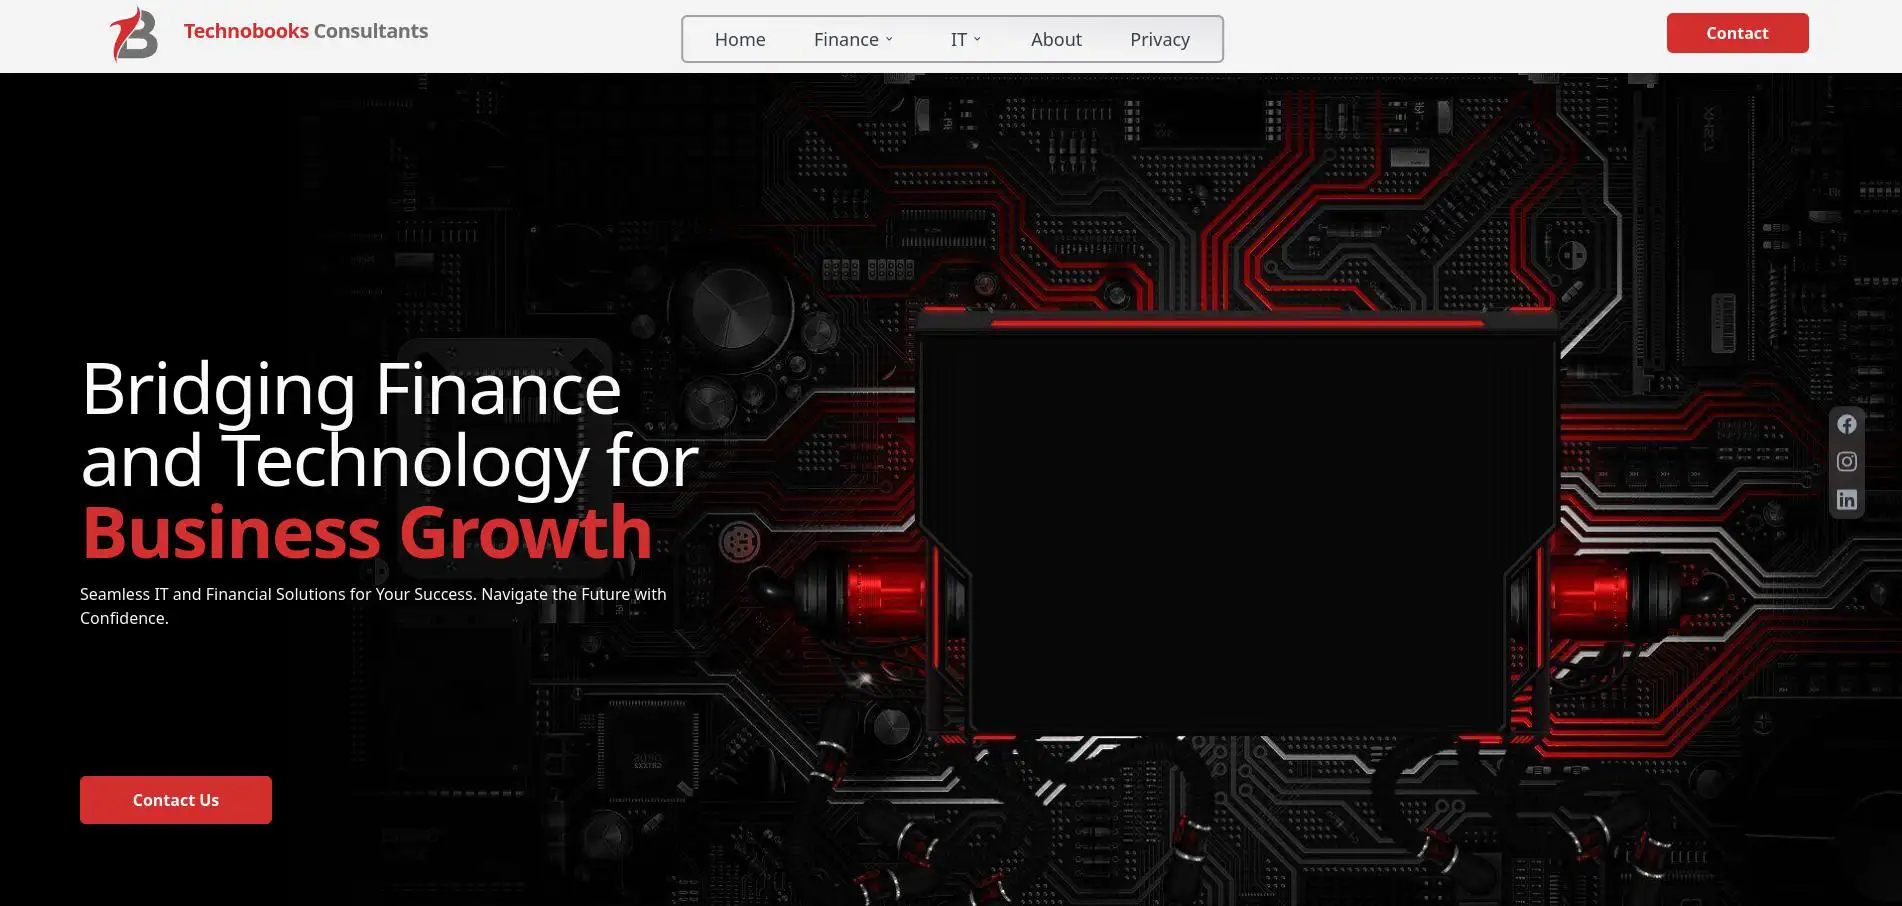 Technobooks Consultants
Home
Finance
IT
About
Privacy
Contact
Bridging Finance
and Technology for
Business Growth
Seamless IT and Financial Solutions for Your Success. Navigate the Future with
Confidence.
Contact Us